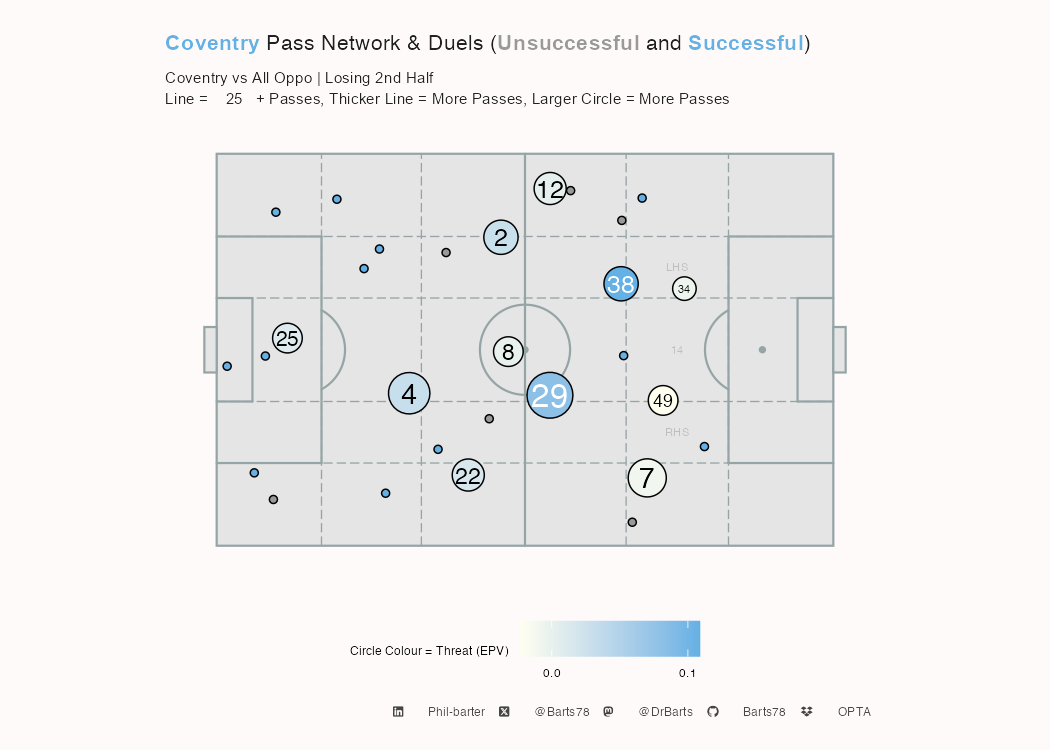 Coventry Pass Network & Duels (Unsuccessful and Successful)
Coventry vs All Oppo | Losing 2nd Half
Line = 25 + Passes, Thicker Line = More Passes, Larger Circle = More Passes
12
2
LHS
38
34
25
8
14
4
29
49
RHS
22
7
Circle Colour = Threat (EPV)
0.0 0.1
Phil-barter @Barts78 @DrBarts Barts78 OPTA